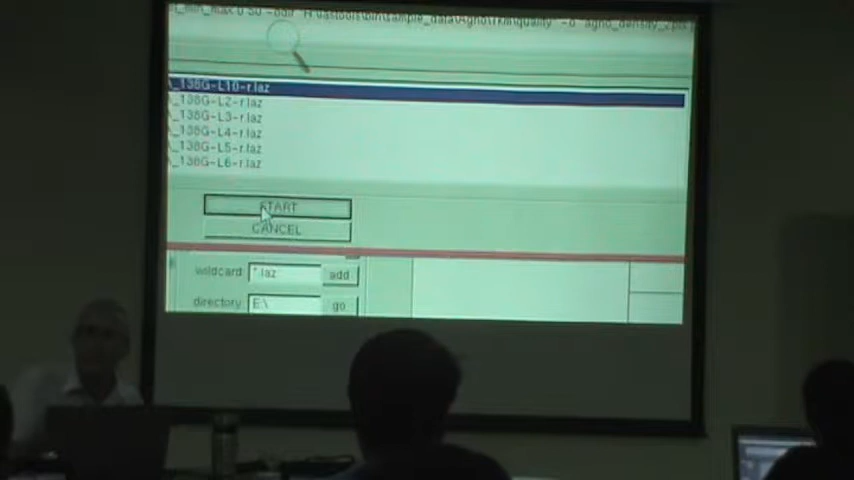 _138G-L10-r.laz
_138G-L2-r.laz
_138G-L3-r.laz
_138G-L4-r.laz
_138G-L5-r.laz
_138G-L6-r.laz
START
CANCEL
wildcard *.laz add
directory E:\ go